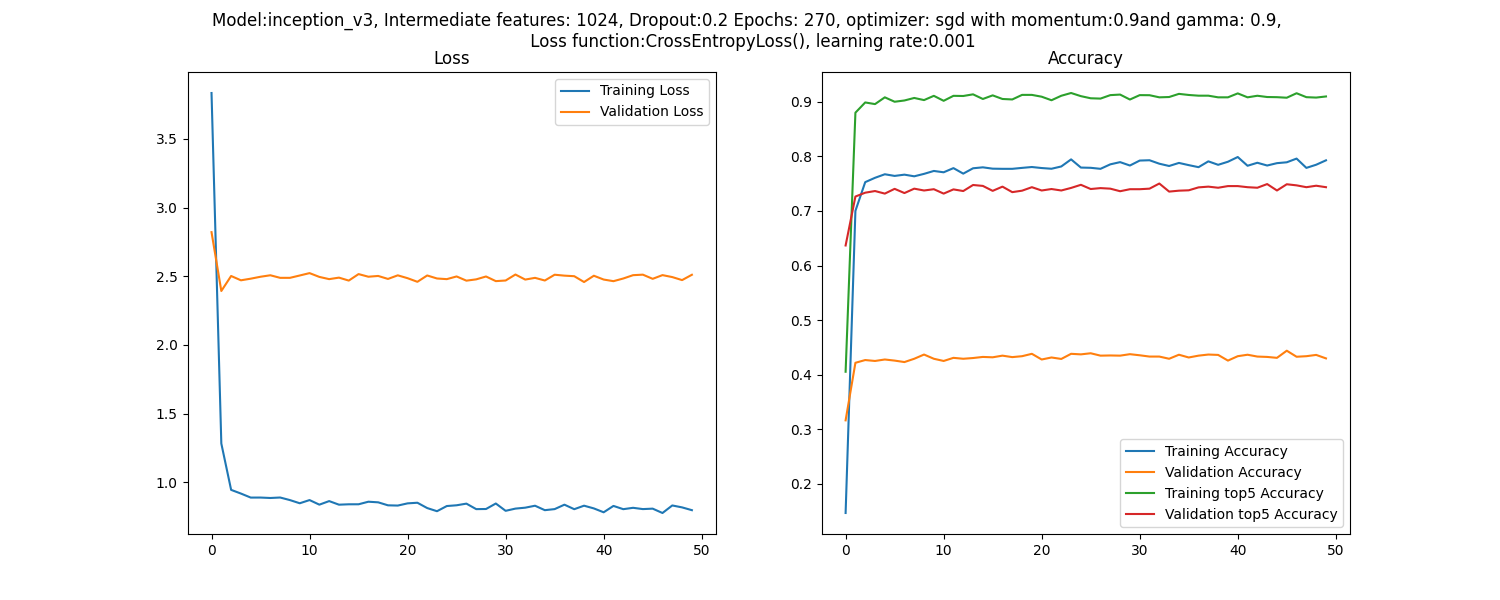 Model:inception_v3, Intermediate features: 1024, Dropout:0.2 Epochs: 270, optimizer: sgd with momentum:0.9and gamma: 0.9,
Loss function:CrossEntropyLoss(), learning rate:0.001
Loss
Training Loss
Validation Loss
3.5
3.0
2.5
2.0
1.5
1.0
0
10
20
30
40
50
Accuracy
0.9
0.8
0.7
0.6
0.5
0.4
0.3
0.2
Training Accuracy
Validation Accuracy
Training top5 Accuracy
Validation top5 Accuracy
0
10
20
30
40
50